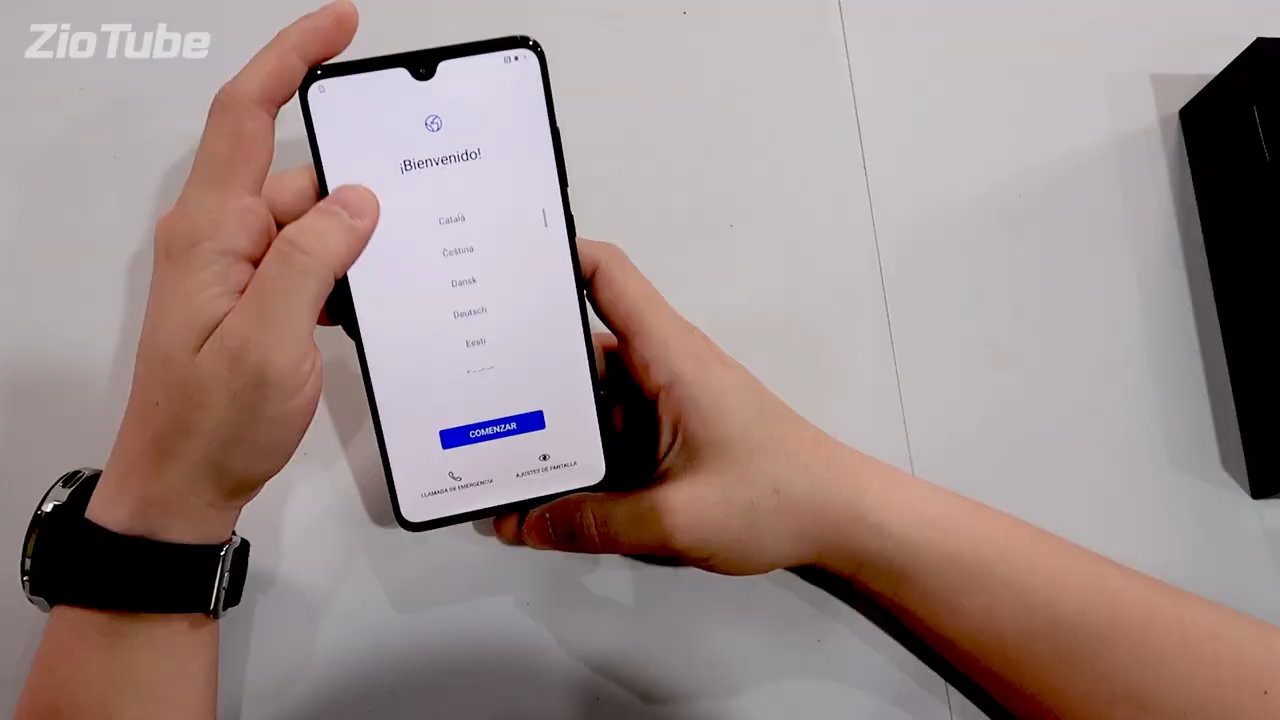 ZioTube
¡Bienvenido!
Català
Čeština
Dansk
Deutsch
Eesti
COMENZAR
LLAMADA DE EMERGENCIA
AJUSTES DE PANTALLA